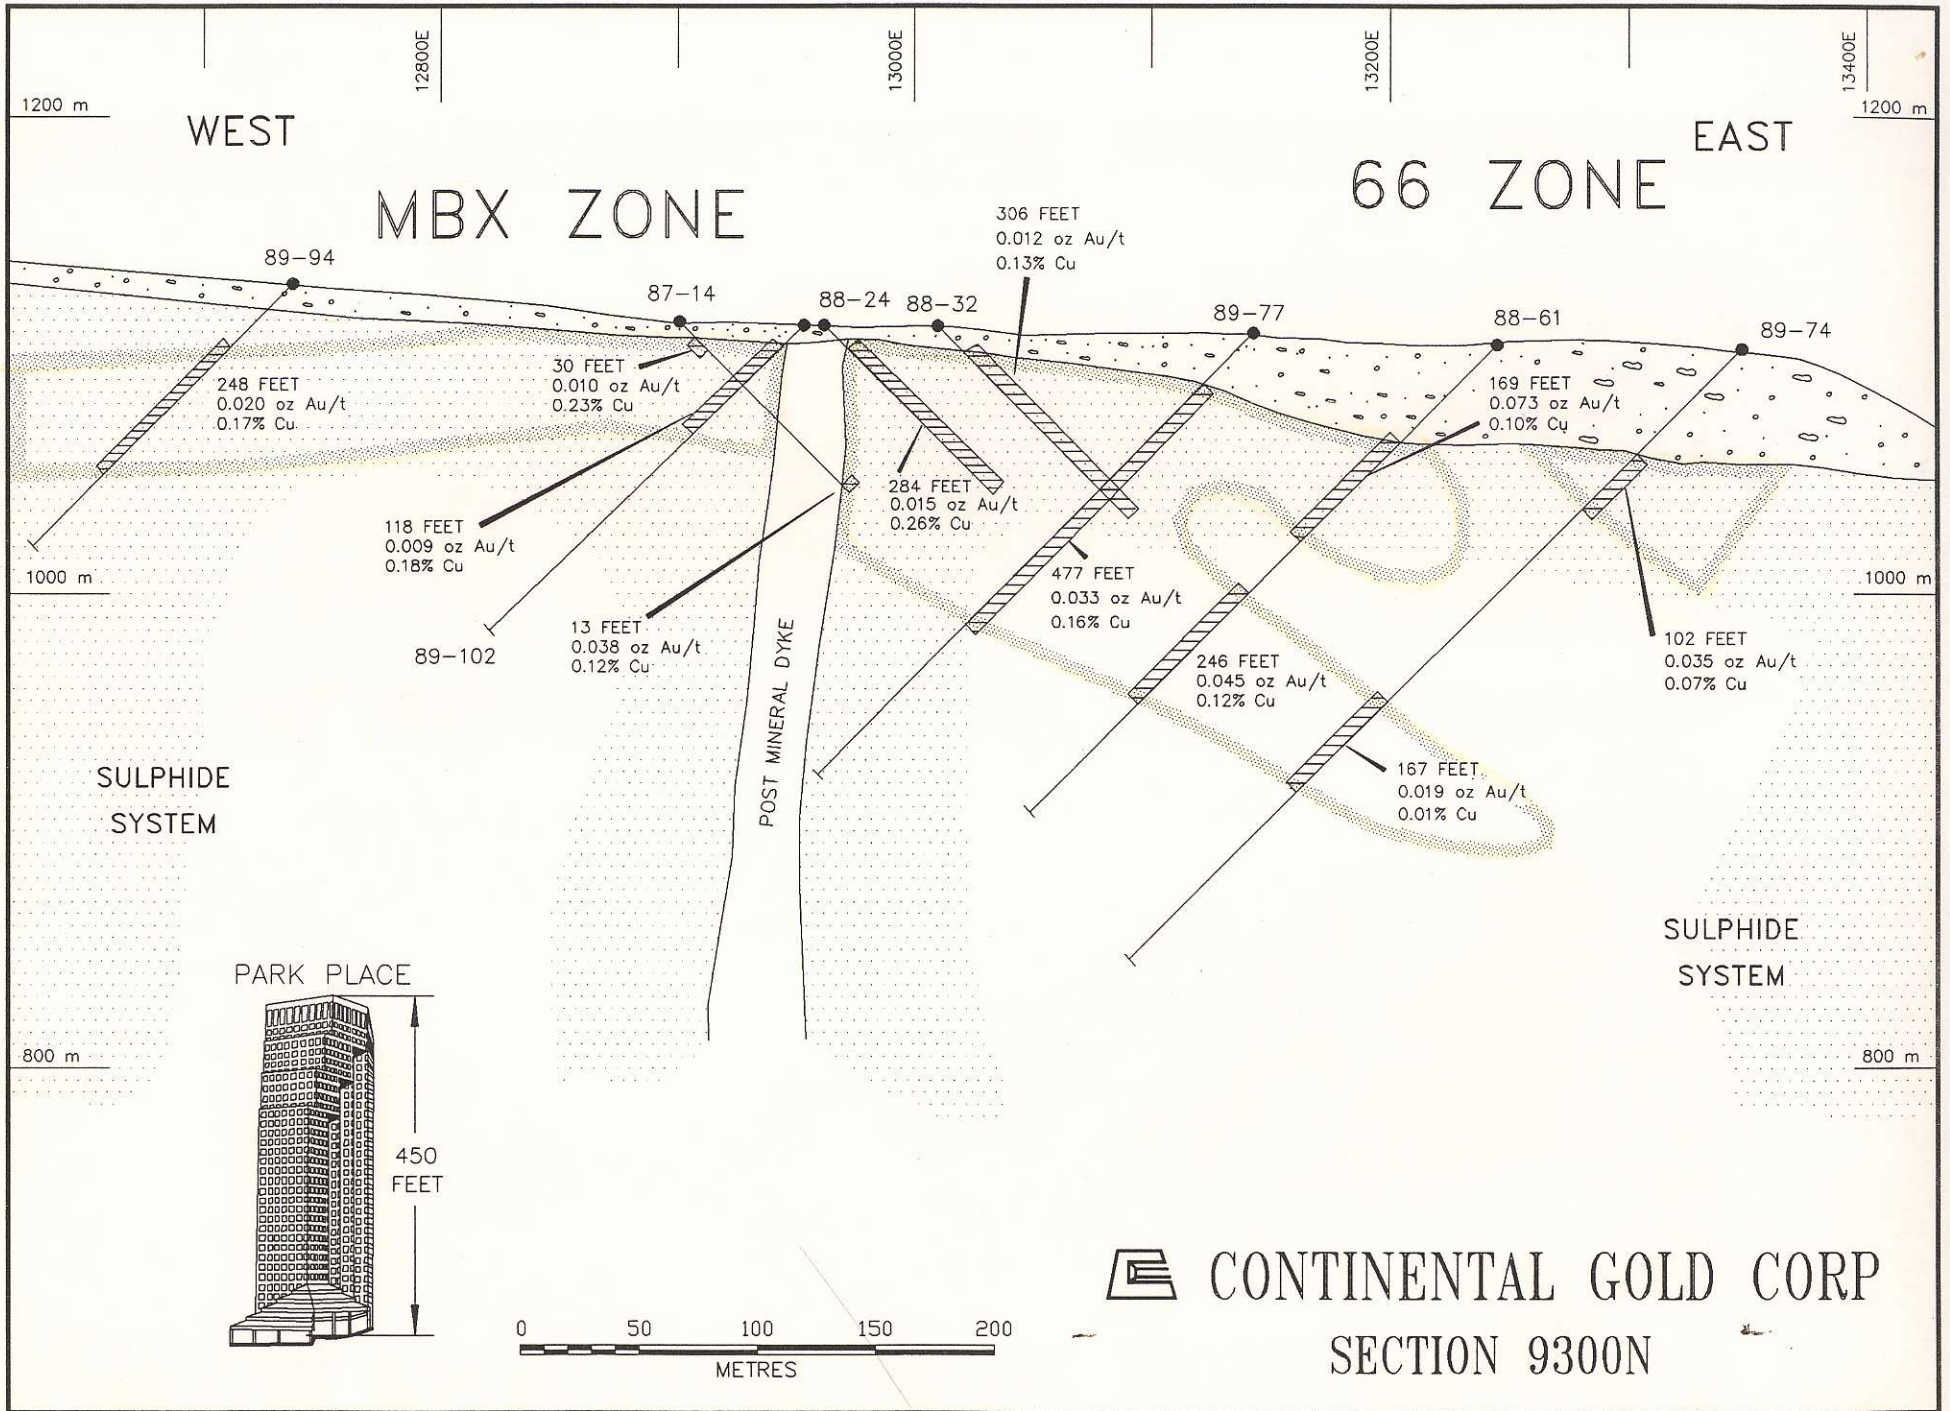 12800E
13000E
13200E
13400E
1200 m
1200 m
WEST
EAST
MBX ZONE
66 ZONE
306 FEET
0.012 oz Au/t
0.13% Cu
89-94
87-14
88-24
88-32
89-77
88-61
89-74
30 FEET
0.010 oz Au/t
0.23% Cu
248 FEET
0.020 oz Au/t
0.17% Cu
169 FEET
0.073 oz Au/t
0.10% Cu
284 FEET
0.015 oz Au/t
0.26% Cu
118 FEET
0.009 oz Au/t
0.18% Cu
1000 m
1000 m
477 FEET
0.033 oz Au/t
0.16% Cu
13 FEET
0.038 oz Au/t
0.12% Cu
89-102
POST MINERAL DYKE
246 FEET
0.045 oz Au/t
0.12% Cu
102 FEET
0.035 oz Au/t
0.07% Cu
167 FEET
0.019 oz Au/t
0.01% Cu
SULPHIDE
SYSTEM
SULPHIDE
SYSTEM
PARK PLACE
800 m
800 m
450
FEET
0 50 100 150 200
METRES
CONTINENTAL GOLD CORP
SECTION 9300N